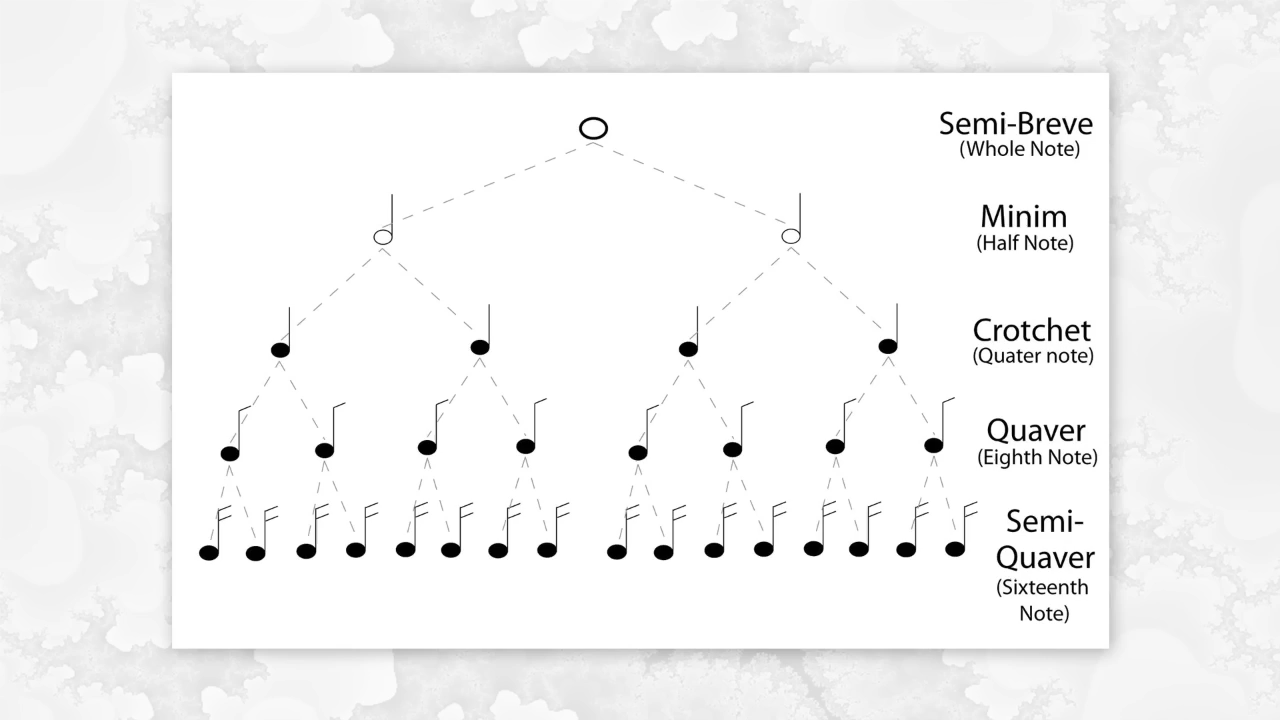 Semi-Breve
(Whole Note)
Minim
(Half Note)
Crotchet
(Quater note)
Quaver
(Eighth Note)
Semi-
Quaver
(Sixteenth
Note)